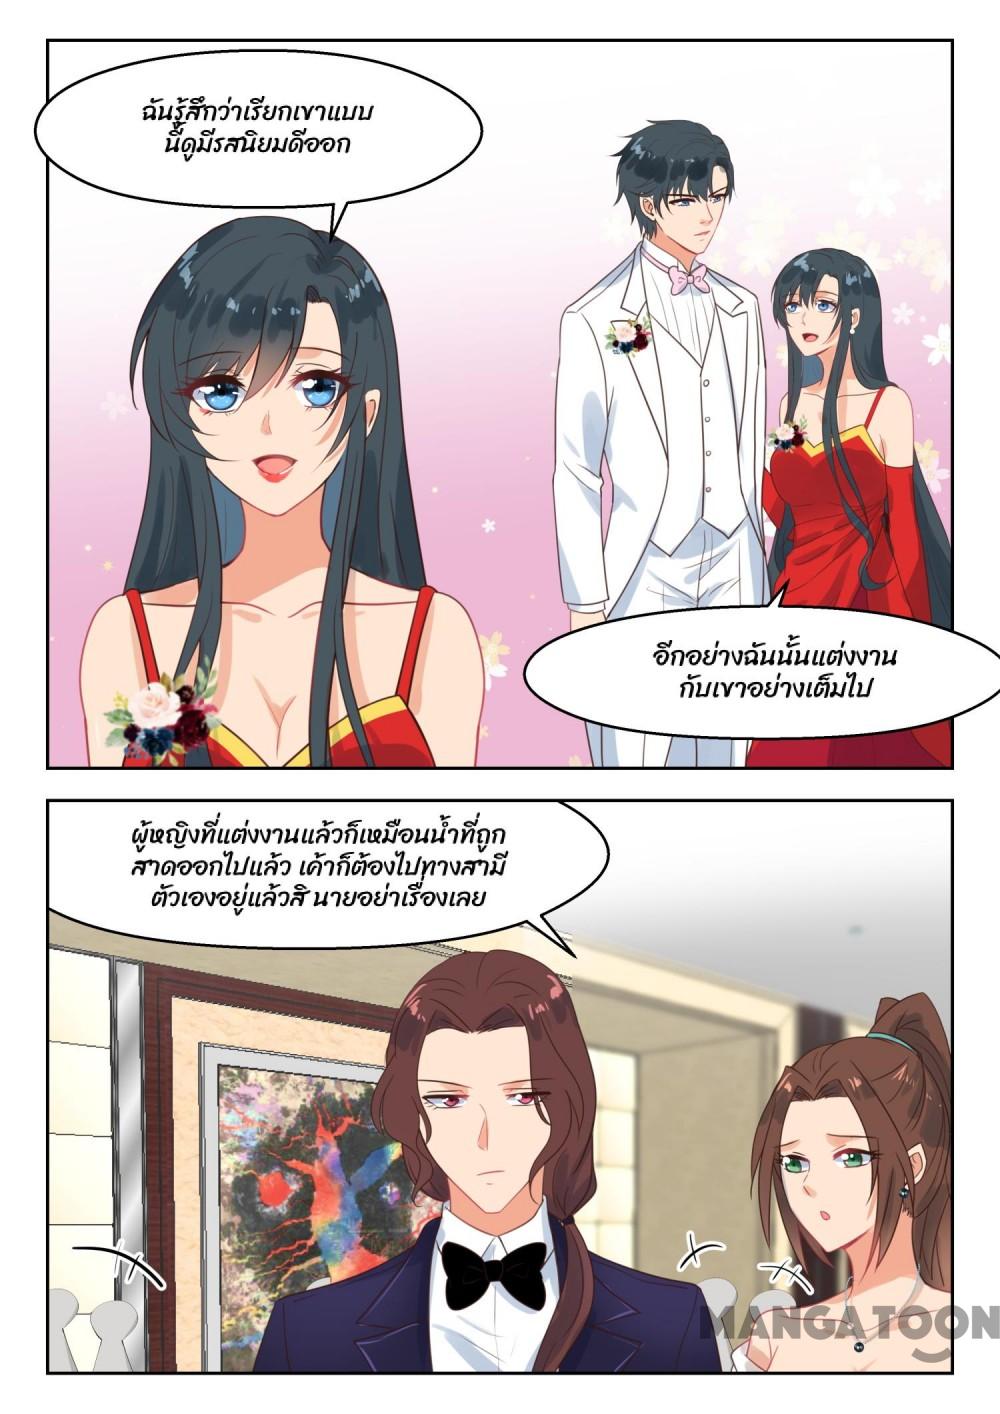 ฉันรู้สึกว่าเรียกเขาแบบ
นี้ดูมีรสนิยมดีออก
อีกอย่างฉันนั้นแต่งงาน
กับเขาอย่างเต็มไป
ผู้หญิงที่แต่งงานแล้วก็เหมือนน้ำที่ถูก
สาดออกไปแล้ว เค้าก็ต้องไปทางสามี
ตัวเองอยู่แล้วสิ นายอย่าเรื่องเลย
MANGATOON